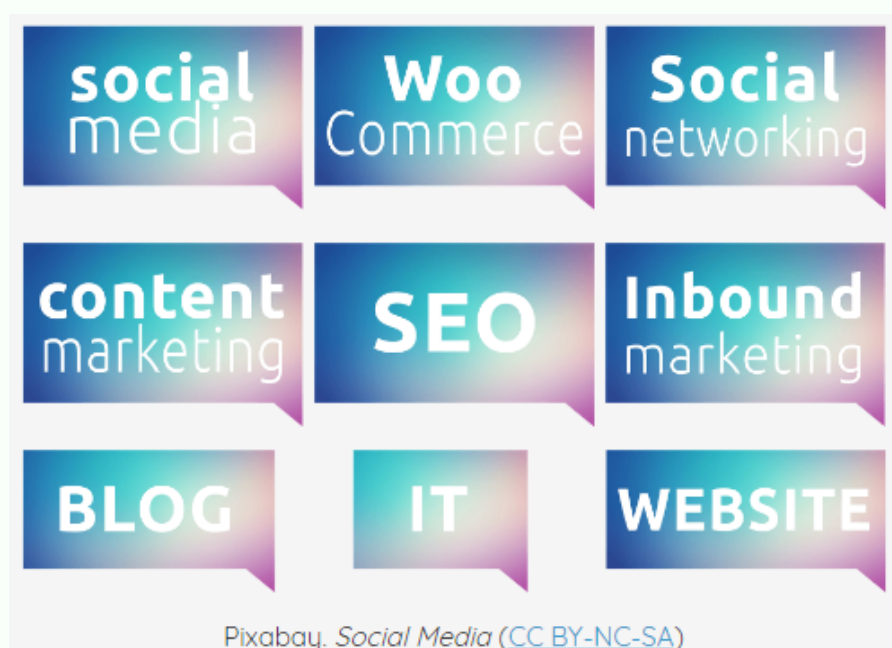 social
media
Woo
Commerce
Social
networking
content
marketing
SEO
Inbound
marketing
BLOG
IT
WEBSITE
Pixabay. Social Media (CC BY-NC-SA)